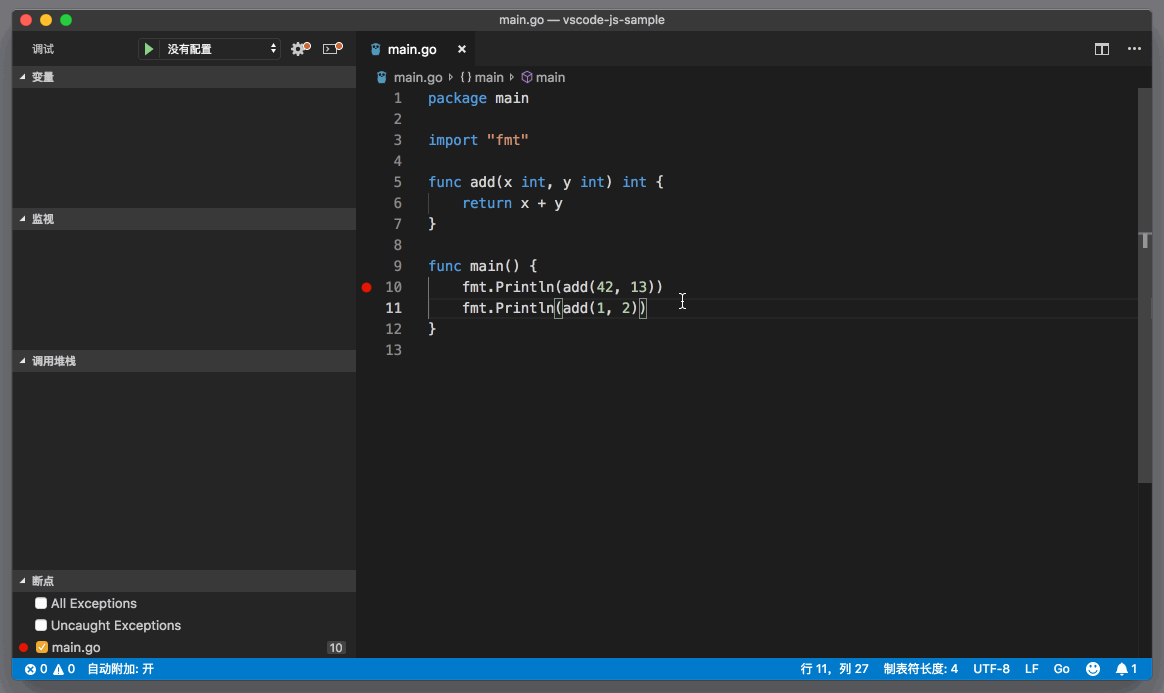 main.go — vscode-js-sample
调试 没有配置
变量
监视
调用堆栈
断点
All Exceptions
Uncaught Exceptions
main.go 10
main.go ×
main.go {} main main
1 package main
2
3 import "fmt"
4
5 func add(x int, y int) int {
6 return x + y
7 }
8
9 func main() {
10 fmt.Println(add(42, 13))
11 fmt.Println(add(1, 2))
12 }
13
0 0 自动附加: 开 行 11，列 27 制表符长度: 4 UTF-8 LF Go 1